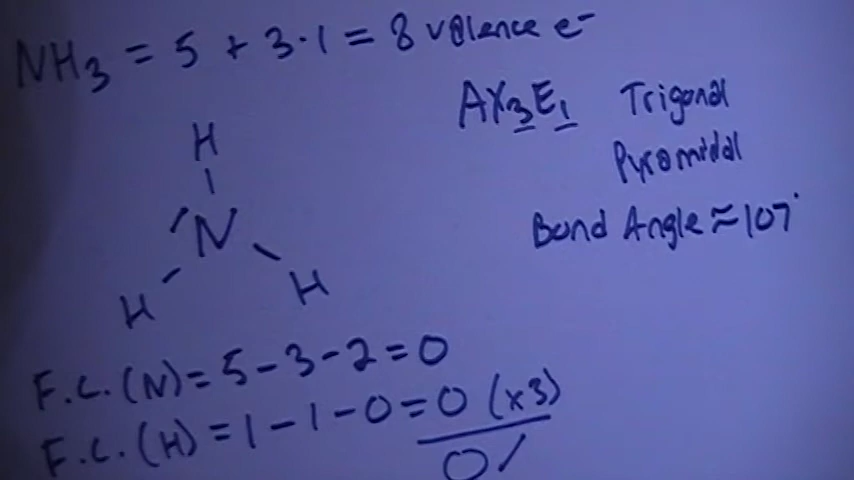 NH3 = 5 + 3·1 = 8 valence e-
AX3E1 Trigonal
Pyramidal
Bond Angle ≈ 107°
H
N
H H
F.C.(N) = 5 - 3 - 2 = 0
F.C.(H) = 1 - 1 - 0 = 0 (x3)
0 ✓